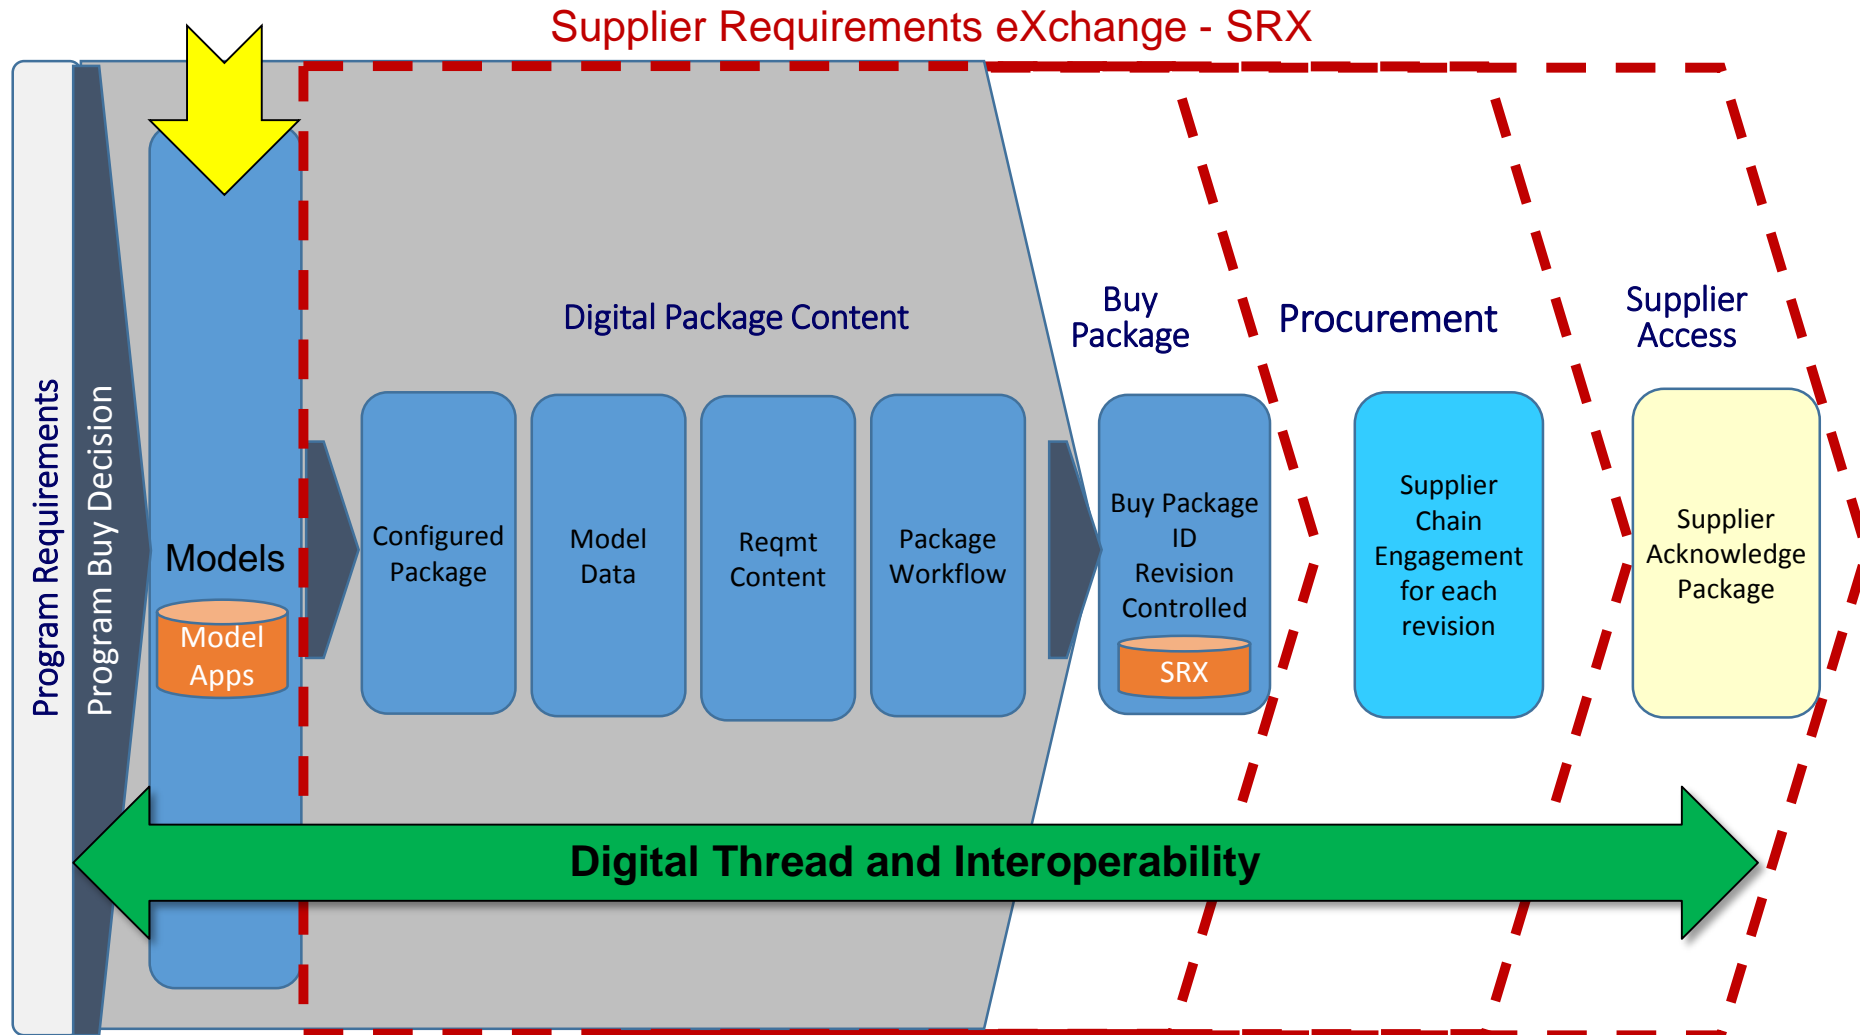 Supplier Requirements eXchange - SRX
Program Requirements
Program Buy Decision
Models
Model
Apps
Digital Package Content
Configured
Package
Model
Data
Reqmt
Content
Package
Workflow
Buy
Package
Buy Package
ID
Revision
Controlled
SRX
Procurement
Supplier
Chain
Engagement
for each
revision
Supplier
Access
Supplier
Acknowledge
Package
Digital Thread and Interoperability